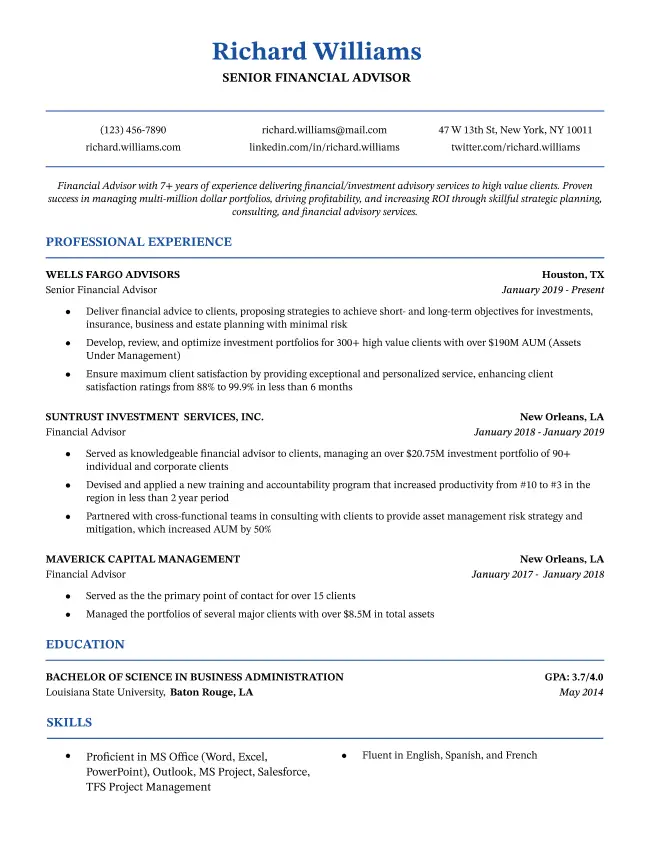 Richard Williams
SENIOR FINANCIAL ADVISOR
(123) 456-7890 richard.williams@mail.com 47 W 13th St, New York, NY 10011
richard.williams.com linkedin.com/in/richard.williams twitter.com/richard.williams
Financial Advisor with 7+ years of experience delivering financial/investment advisory services to high value clients. Proven
success in managing multi-million dollar portfolios, driving profitability, and increasing ROI through skillful strategic planning,
consulting, and financial advisory services.
PROFESSIONAL EXPERIENCE
WELLS FARGO ADVISORS Houston, TX
Senior Financial Advisor January 2019 - Present
● Deliver financial advice to clients, proposing strategies to achieve short- and long-term objectives for investments,
insurance, business and estate planning with minimal risk
● Develop, review, and optimize investment portfolios for 300+ high value clients with over $190M AUM (Assets
Under Management)
● Ensure maximum client satisfaction by providing exceptional and personalized service, enhancing client
satisfaction ratings from 88% to 99.9% in less than 6 months
SUNTRUST INVESTMENT SERVICES, INC. New Orleans, LA
Financial Advisor January 2018 - January 2019
● Served as knowledgeable financial advisor to clients, managing an over $20.75M investment portfolio of 90+
individual and corporate clients
● Devised and applied a new training and accountability program that increased productivity from #10 to #3 in the
region in less than 2 year period
● Partnered with cross-functional teams in consulting with clients to provide asset management risk strategy and
mitigation, which increased AUM by 50%
MAVERICK CAPITAL MANAGEMENT New Orleans, LA
Financial Advisor January 2017 - January 2018
● Served as the the primary point of contact for over 15 clients
● Managed the portfolios of several major clients with over $8.5M in total assets
EDUCATION
BACHELOR OF SCIENCE IN BUSINESS ADMINISTRATION GPA: 3.7/4.0
Louisiana State University, Baton Rouge, LA May 2014
SKILLS
● Proficient in MS Office (Word, Excel,
PowerPoint), Outlook, MS Project, Salesforce,
TFS Project Management
● Fluent in English, Spanish, and French